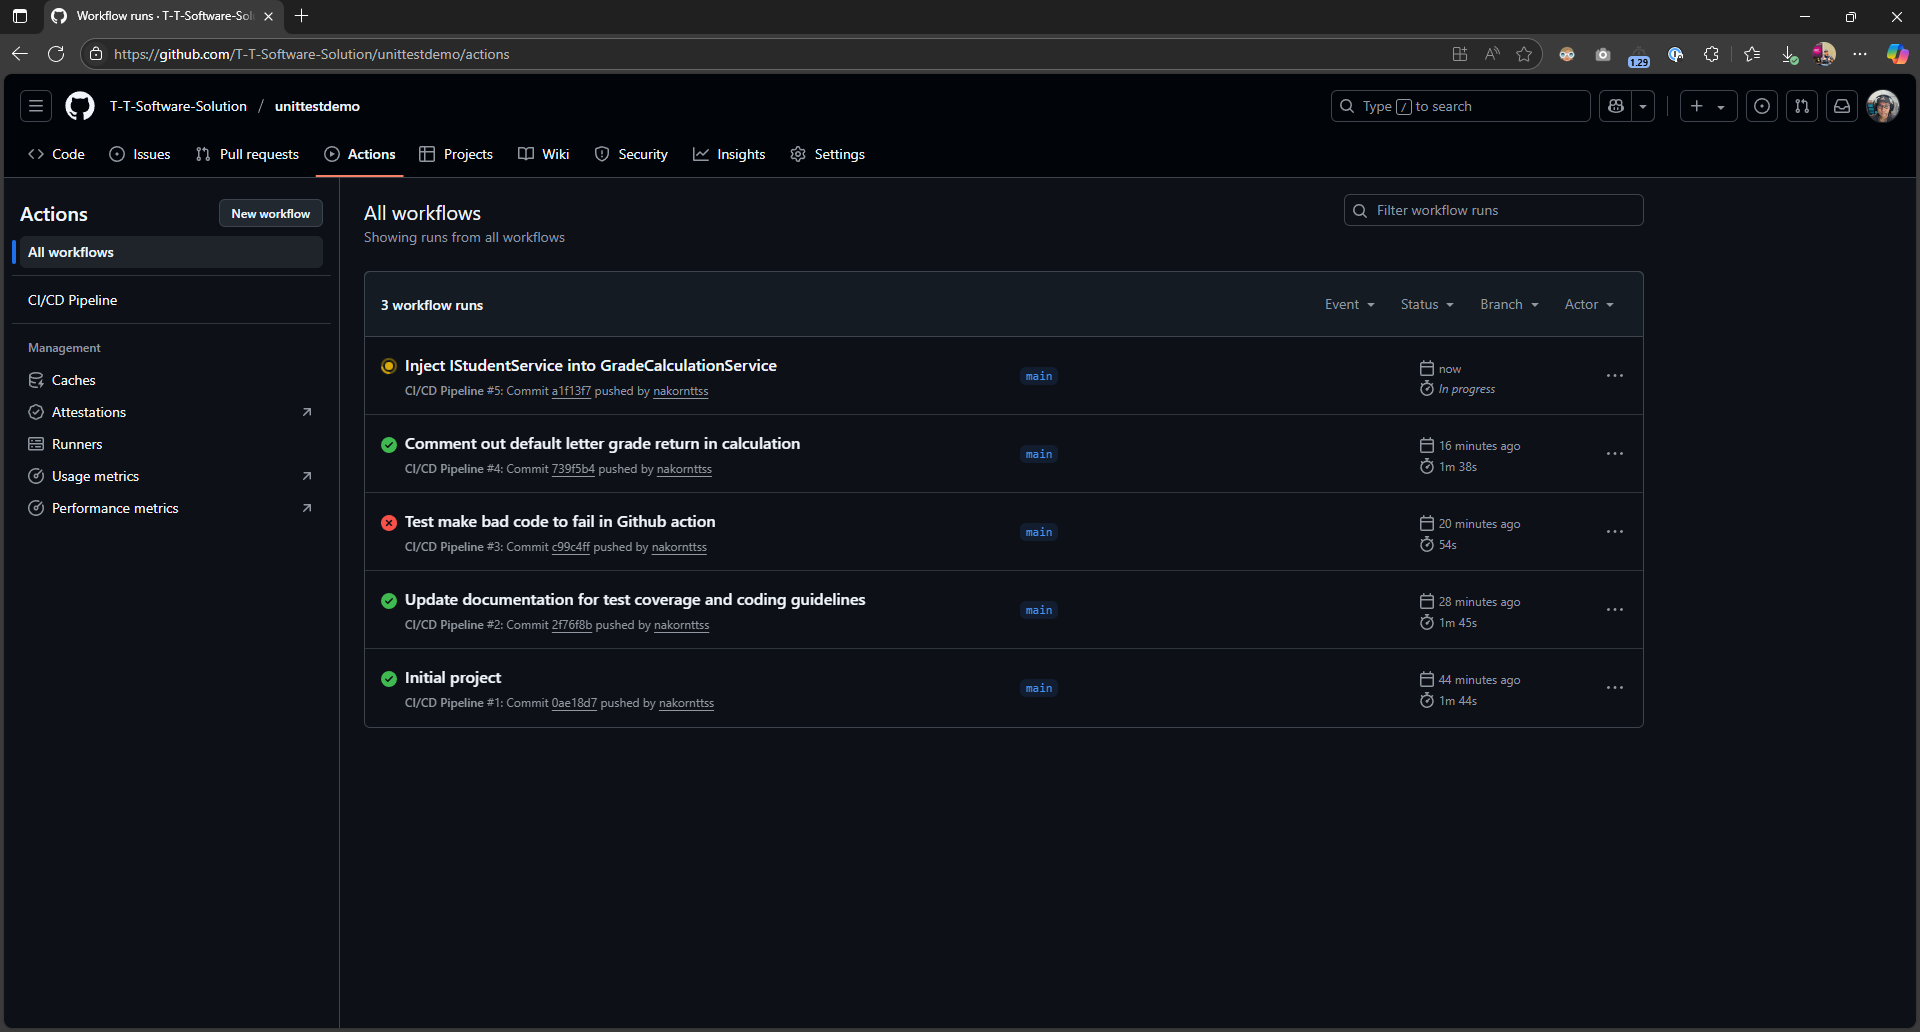 Workflow runs · T-T-Software-Sol
https://github.com/T-T-Software-Solution/unittestdemo/actions
1.29
T-T-Software-Solution / unittestdemo
Type / to search
Code Issues Pull requests Actions Projects Wiki Security Insights Settings
Actions
New workflow
All workflows
CI/CD Pipeline
Management
Caches
Attestations
Runners
Usage metrics
Performance metrics
All workflows
Showing runs from all workflows
Filter workflow runs
3 workflow runs
Event Status Branch Actor
Inject IStudentService into GradeCalculationService
CI/CD Pipeline #5: Commit a1f13f7 pushed by nakornttss
main
now
In progress
Comment out default letter grade return in calculation
CI/CD Pipeline #4: Commit 739f5b4 pushed by nakornttss
main
16 minutes ago
1m 38s
Test make bad code to fail in Github action
CI/CD Pipeline #3: Commit c99c4ff pushed by nakornttss
main
20 minutes ago
54s
Update documentation for test coverage and coding guidelines
CI/CD Pipeline #2: Commit 2f76f8b pushed by nakornttss
main
28 minutes ago
1m 45s
Initial project
CI/CD Pipeline #1: Commit 0ae18d7 pushed by nakornttss
main
44 minutes ago
1m 44s